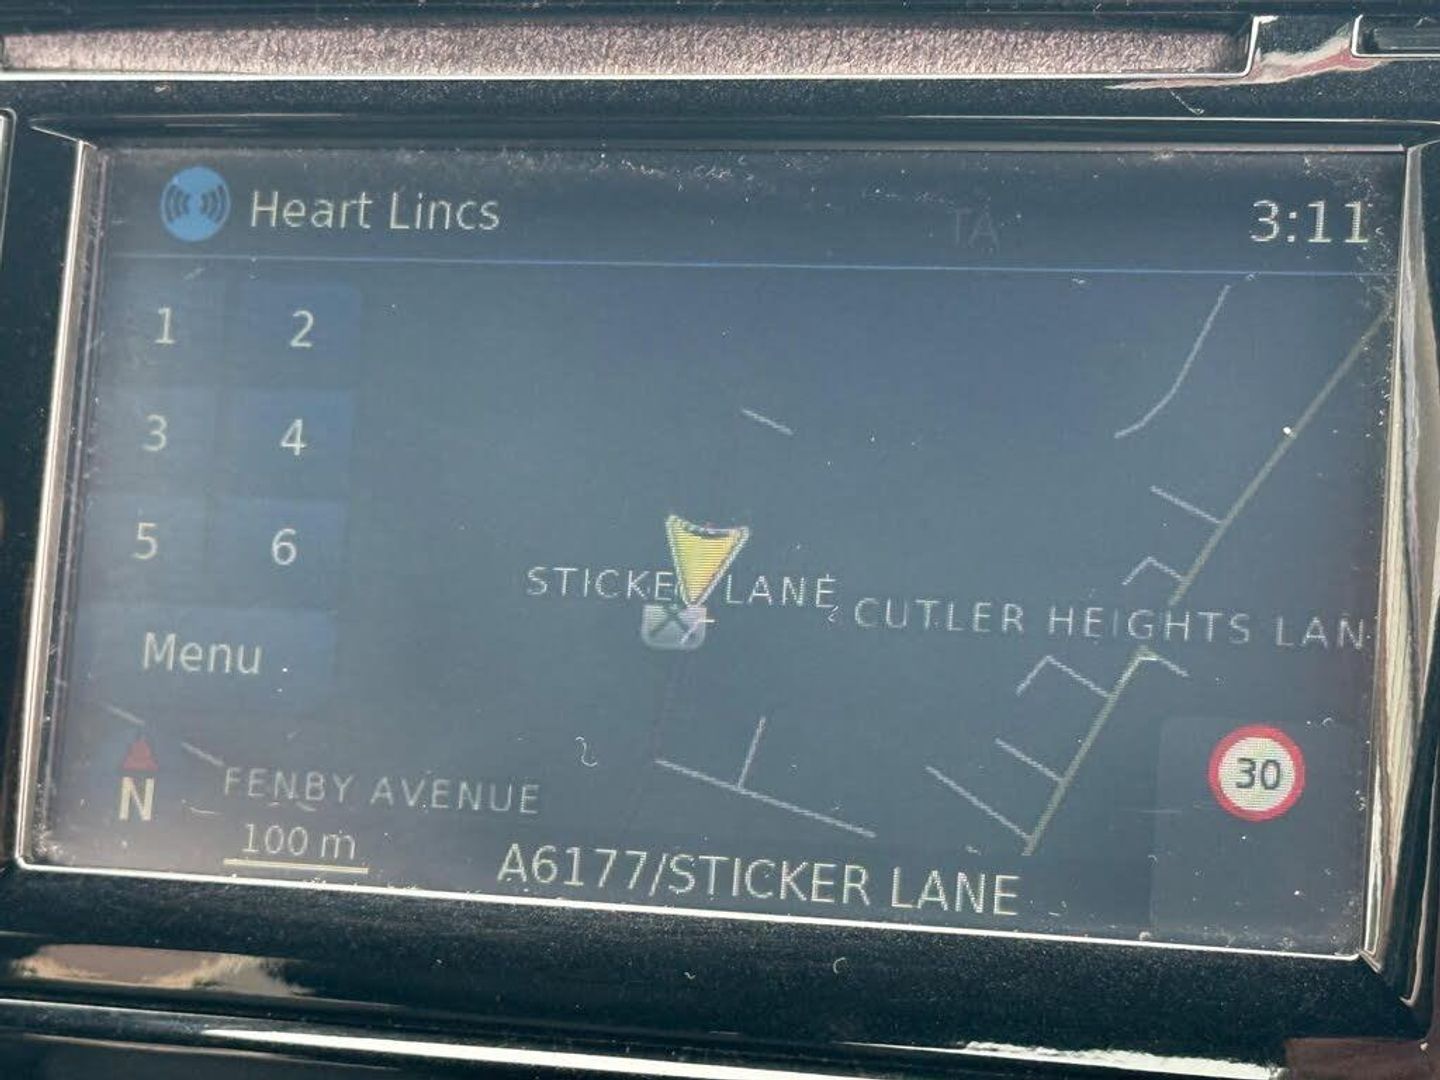 Heart Lincs TA 3:11
1 2
3 4
5 6
STICKE LANE
CUTLER HEIGHTS LAN
Menu
FENBY AVENUE
30
N
100 m
A6177/STICKER LANE